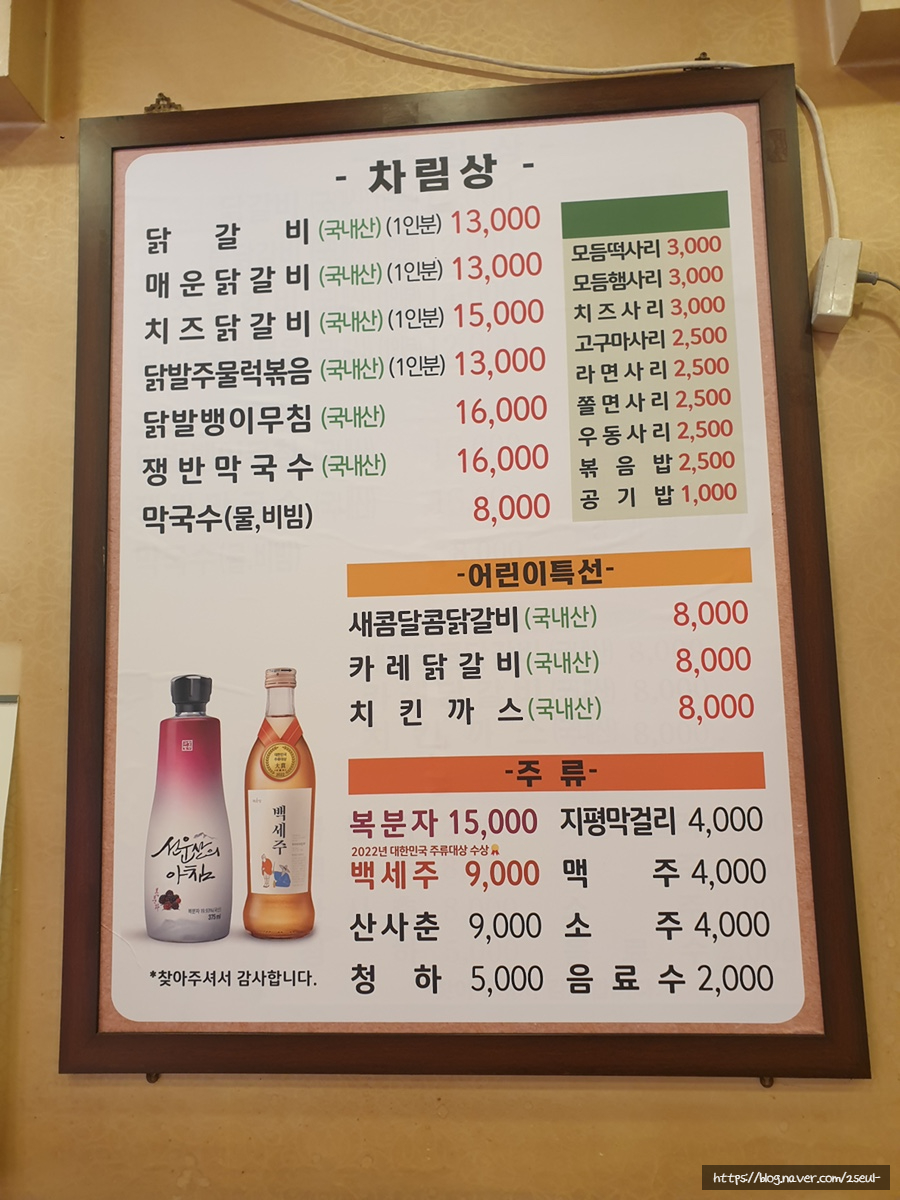 - 차림상 -
닭갈비 (국내산) (1인분) 13,000
매운닭갈비 (국내산) (1인분) 13,000
치즈닭갈비 (국내산) (1인분) 15,000
닭발주물럭볶음 (국내산) (1인분) 13,000
닭발뱅이무침 (국내산) 16,000
쟁반막국수 (국내산) 16,000
막국수(물,비빔) 8,000
모듬떡사리 3,000
모듬햄사리 3,000
치즈사리 3,000
고구마사리 2,500
라면사리 2,500
쫄면사리 2,500
우동사리 2,500
볶음밥 2,500
공기밥 1,000
-어린이특선-
새콤달콤닭갈비 (국내산) 8,000
카레닭갈비 (국내산) 8,000
치킨까스 (국내산) 8,000
-주류-
복분자 15,000 지평막걸리 4,000
2022년 대한민국 주류대상 수상
백세주 9,000 맥주 4,000
산사춘 9,000 소주 4,000
청하 5,000 음료수 2,000
선운산의
아침
375ml
백세주
*찾아주셔서 감사합니다.
https://blog.naver.com/2seul-